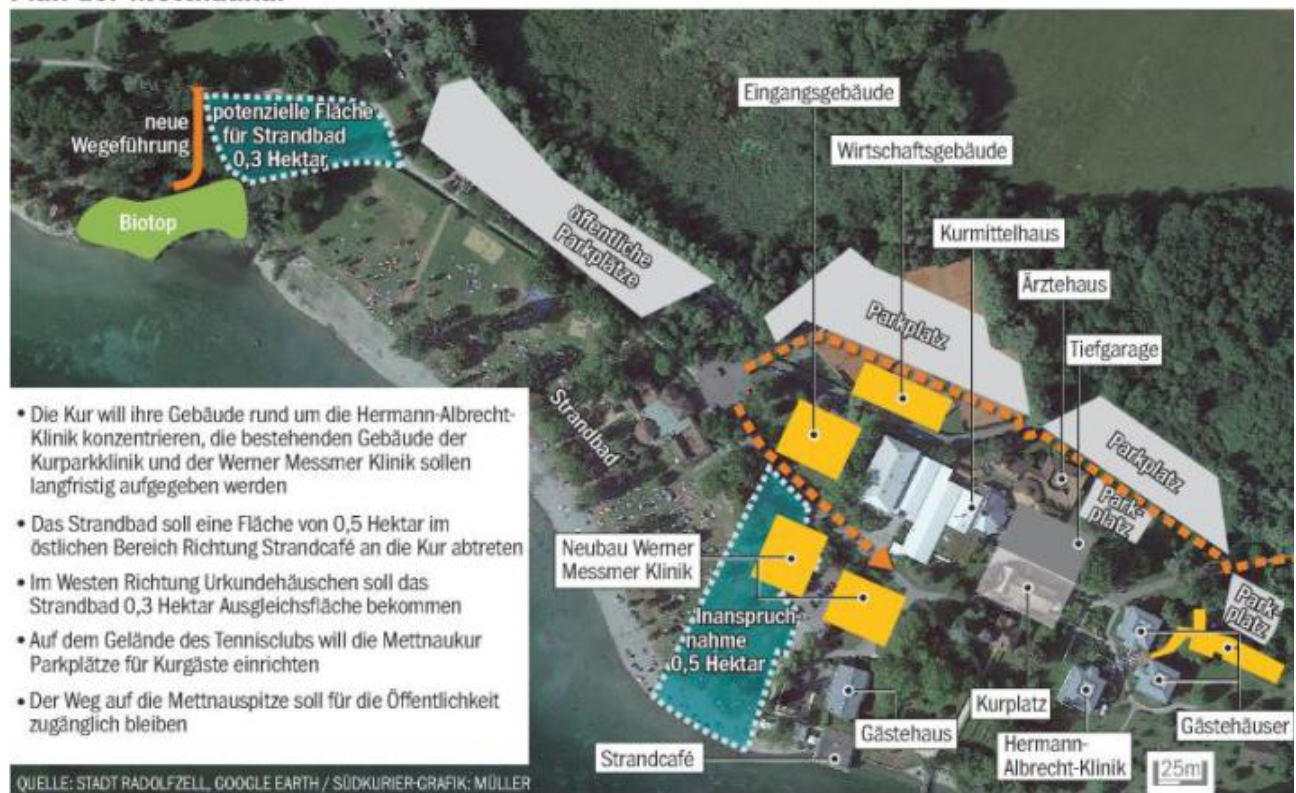 neue
Wegeführung
potenzielle Fläche
für Strandbad
0,3 Hektar
Biotop
öffentliche
Parkplätze
Eingangsgebäude
Wirtschaftsgebäude
Kurmittelhaus
Ärztehaus
Tiefgarage
Parkplatz
Parkplatz
Park-
platz
Park-
platz
Strandbad
• Die Kur will ihre Gebäude rund um die Hermann-Albrecht-
Klinik konzentrieren, die bestehenden Gebäude der
Kurparkklinik und der Werner Messmer Klinik sollen
langfristig aufgegeben werden
• Das Strandbad soll eine Fläche von 0,5 Hektar im
östlichen Bereich Richtung Strandcafé an die Kur abtreten
• Im Westen Richtung Urkundehäuschen soll das
Strandbad 0,3 Hektar Ausgleichsfläche bekommen
• Auf dem Gelände des Tennisclubs will die Mettnaukur
Parkplätze für Kurgäste einrichten
• Der Weg auf die Mettnauspitze soll für die Öffentlichkeit
zugänglich bleiben
Neubau Werner
Messmer Klinik
Inanspruch-
nahme
0,5 Hektar
Strandcafé
Gästehaus
Kurplatz
Hermann-
Albrecht-Klinik
Gästehäuser
25m
QUELLE: STADT RADOLFZELL, GOOGLE EARTH / SÜDKURIER-GRAFIK: MÜLLER